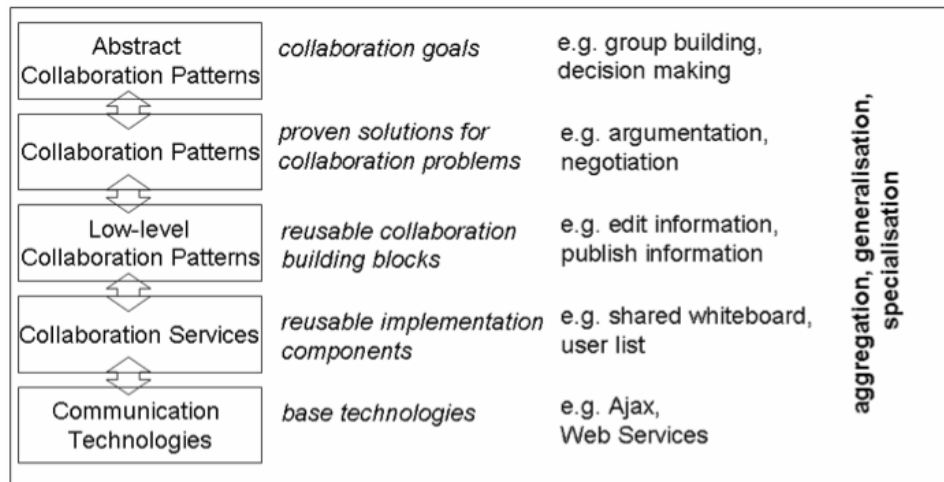 Abstract
Collaboration Patterns
collaboration goals
e.g. group building,
decision making
Collaboration Patterns
proven solutions for
collaboration problems
e.g. argumentation,
negotiation
Low-level
Collaboration Patterns
reusable collaboration
building blocks
e.g. edit information,
publish information
Collaboration Services
reusable implementation
components
e.g. shared whiteboard,
user list
Communication
Technologies
base technologies
e.g. Ajax,
Web Services
aggregation, generalisation,
specialisation